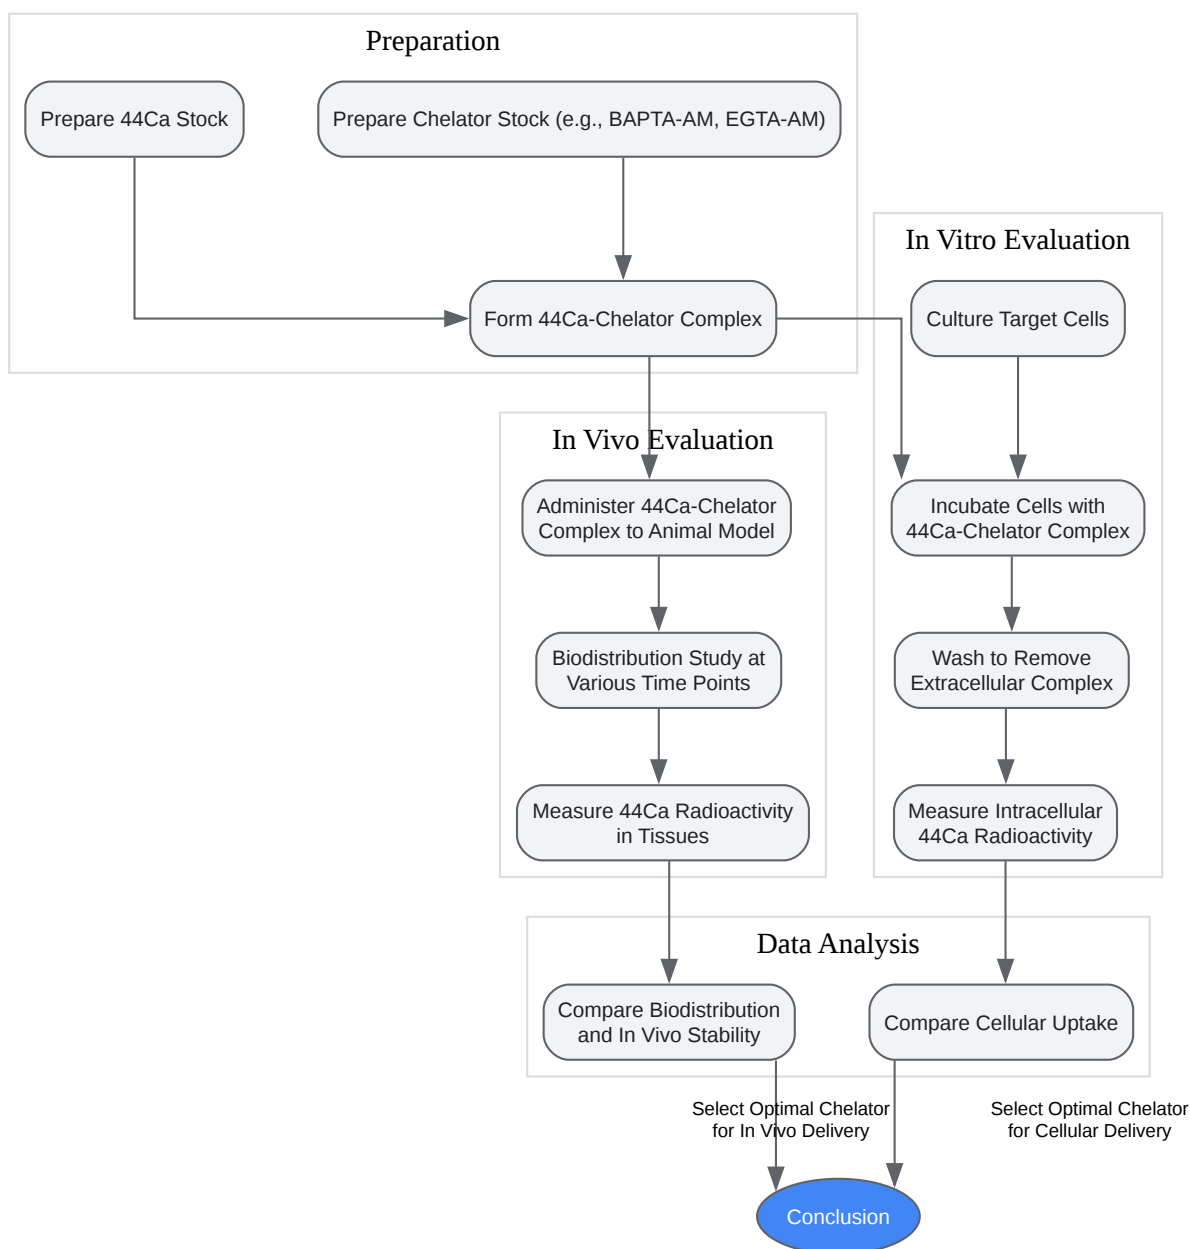 Preparation
Prepare 44Ca Stock
Prepare Chelator Stock (e.g., BAPTA-AM, EGTA-AM)
Form 44Ca-Chelator Complex
In Vitro Evaluation
Culture Target Cells
In Vivo Evaluation
Administer 44Ca-Chelator
Complex to Animal Model
Incubate Cells with
44Ca-Chelator Complex
Biodistribution Study at
Various Time Points
Wash to Remove
Extracellular Complex
Measure 44Ca Radioactivity
in Tissues
Measure Intracellular
44Ca Radioactivity
Data Analysis
Compare Biodistribution
and In Vivo Stability
Compare Cellular Uptake
Select Optimal Chelator
for In Vivo Delivery
Select Optimal Chelator
for Cellular Delivery
Conclusion